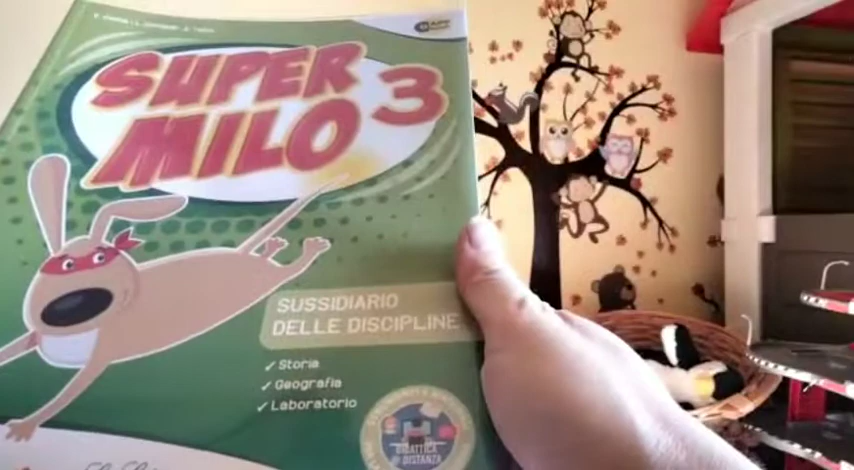 SUPER
MILO 3
SUSSIDIARIO
DELLE DISCIPLINE
✓ Storia
✓ Geografia
✓ Laboratorio
DIDATTICA
A DISTANZA